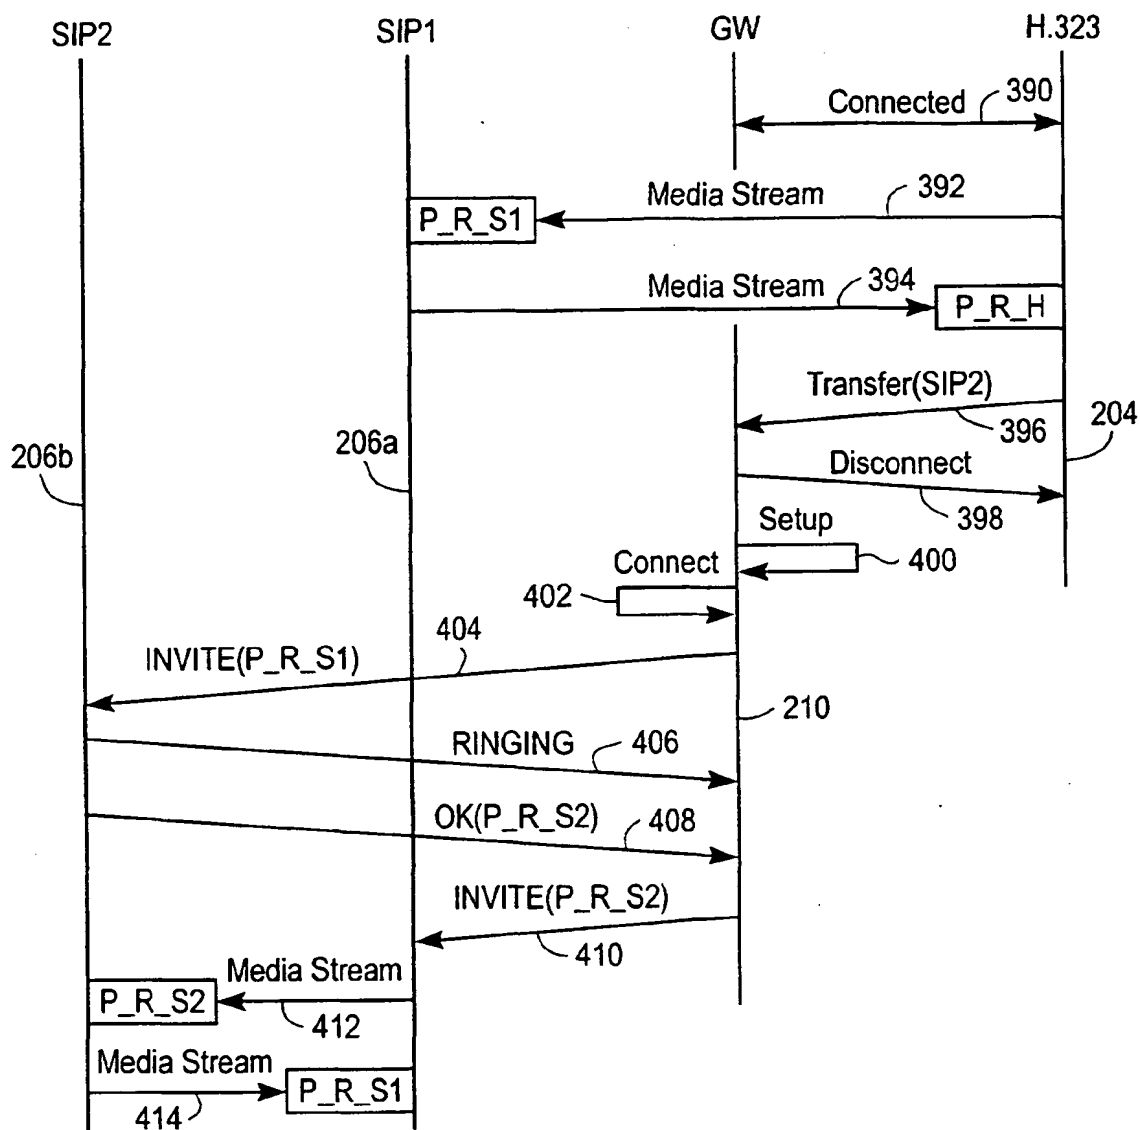 SIP2 SIP1 GW H.323
Connected 390
Media Stream 392
P_R_S1
Media Stream 394
P_R_H
Transfer(SIP2)
396 204
206b 206a
Disconnect
398
Setup
400
Connect
402
404
INVITE(P_R_S1)
210
RINGING 406
OK(P_R_S2) 408
INVITE(P_R_S2)
410
Media Stream
P_R_S2
412
Media Stream
P_R_S1
414